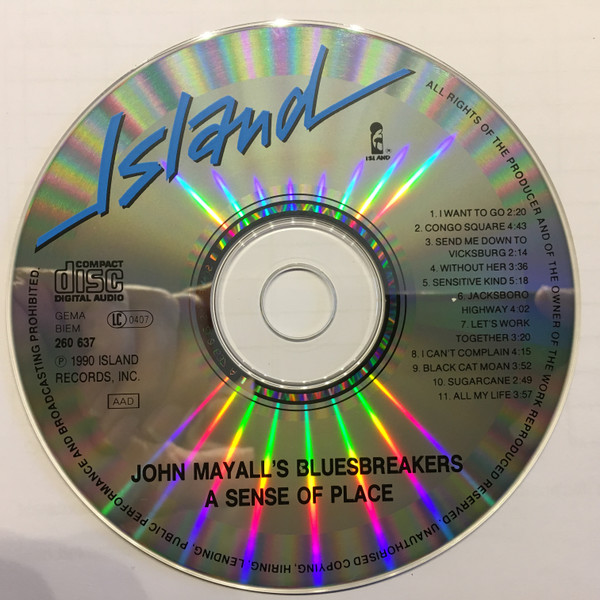 Island
ISLAND
1. I WANT TO GO 2:20
2. CONGO SQUARE 4:43
3. SEND ME DOWN TO
VICKSBURG 2:14
4. WITHOUT HER 3:36
5. SENSITIVE KIND 5:18
6. JACKSBORO
HIGHWAY 4:02
7. LET'S WORK
TOGETHER 3:20
8. I CAN'T COMPLAIN 4:15
9. BLACK CAT MOAN 3:52
10. SUGARCANE 2:49
11. ALL MY LIFE 3:57
COMPACT
disc
DIGITAL AUDIO
GEMA
BIEM
LC 0407
260 637
℗ 1990 ISLAND
RECORDS, INC.
AAD
JOHN MAYALL'S BLUESBREAKERS
A SENSE OF PLACE
ALL RIGHTS OF THE PRODUCER AND OF THE OWNER OF THE WORK REPRODUCED RESERVED. UNAUTHORISED COPYING, HIRING, LENDING, PUBLIC PERFORMANCE AND BROADCASTING PROHIBITED.